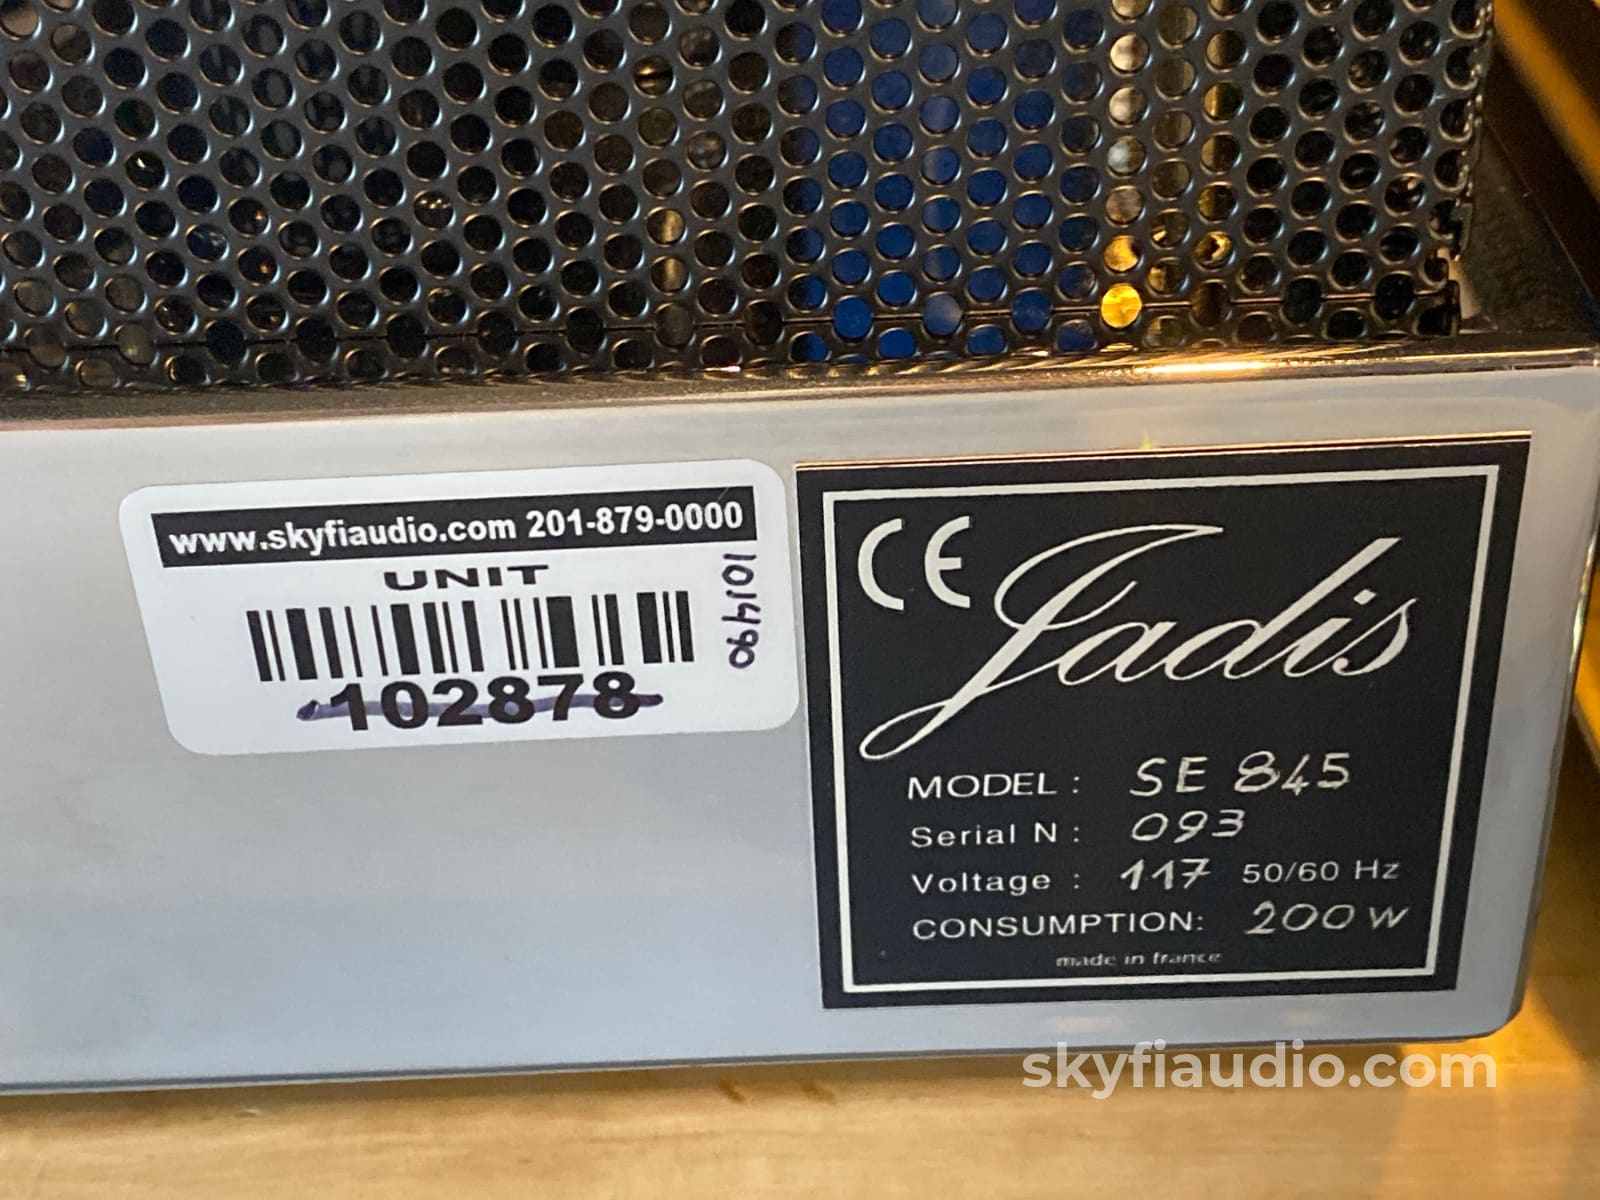 www.skyfiaudio.com 201-879-0000
UNIT
102878
101490
CE
Jadis
MODEL : SE 845
Serial N : 093
Voltage : 117 50/60 Hz
CONSUMPTION: 200 W
made in france
skyfiaudio.com